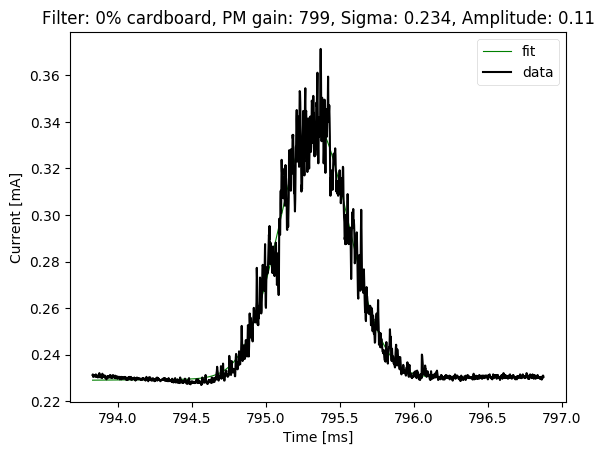 Filter: 0% cardboard, PM gain: 799, Sigma: 0.234, Amplitude: 0.11
fit
data
Current [mA]
0.36
0.34
0.32
0.30
0.28
0.26
0.24
0.22
794.0 794.5 795.0 795.5 796.0 796.5 797.0
Time [ms]